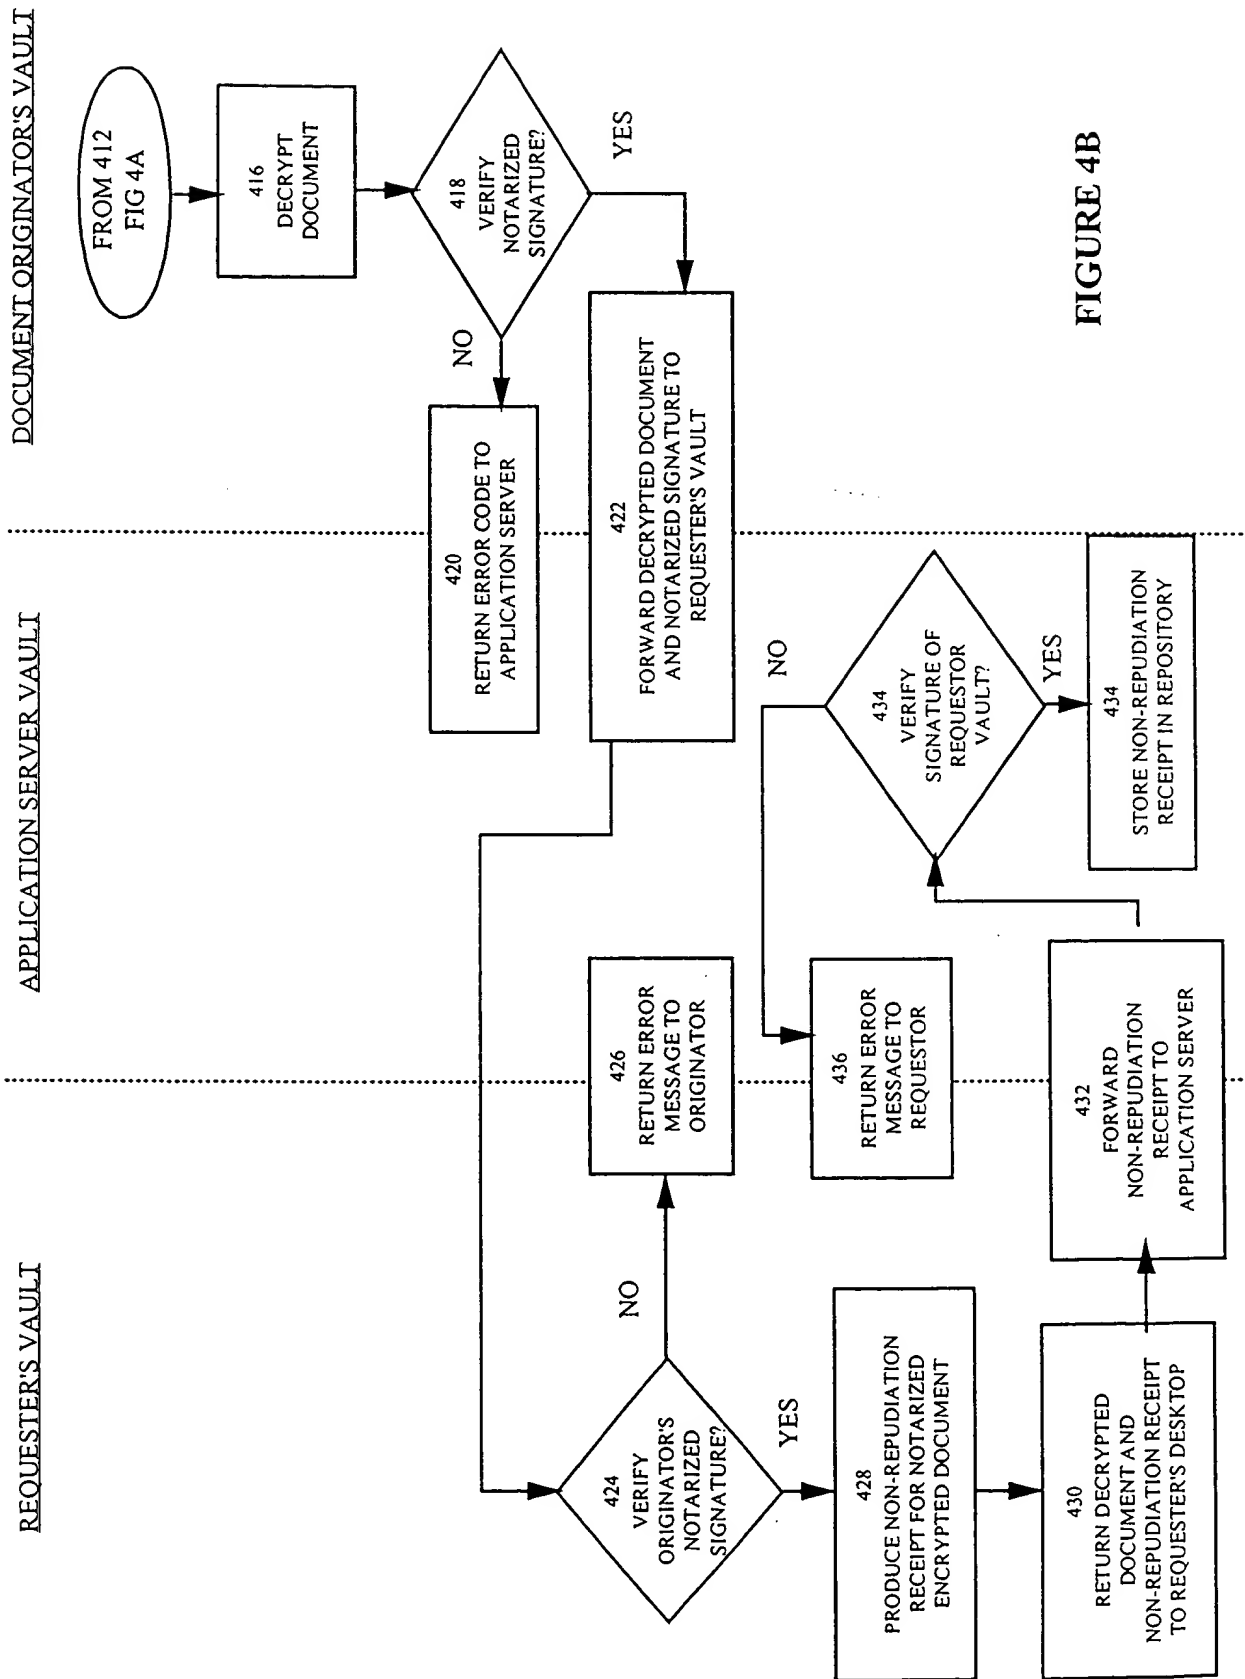 REQUESTER'S VAULT
APPLICATION SERVER VAULT
DOCUMENT ORIGINATOR'S VAULT
FROM 412
FIG 4A
416
DECRYPT
DOCUMENT
418
VERIFY
NOTARIZED
SIGNATURE?
NO
YES
420
RETURN ERROR CODE TO
APPLICATION SERVER
422
FORWARD DECRYPTED DOCUMENT
AND NOTARIZED SIGNATURE TO
REQUESTER'S VAULT
424
VERIFY
ORIGINATOR'S
NOTARIZED
SIGNATURE?
NO
YES
426
RETURN ERROR
MESSAGE TO
ORIGINATOR
428
PRODUCE NON-REPUDIATION
RECEIPT FOR NOTARIZED
ENCRYPTED DOCUMENT
430
RETURN DECRYPTED
DOCUMENT AND
NON-REPUDIATION RECEIPT
TO REQUESTER'S DESKTOP
432
FORWARD
NON-REPUDIATION
RECEIPT TO
APPLICATION SERVER
434
VERIFY
SIGNATURE OF
REQUESTOR
VAULT?
NO
YES
436
RETURN ERROR
MESSAGE TO
REQUESTOR
434
STORE NON-REPUDIATION
RECEIPT IN REPOSITORY
FIGURE 4B